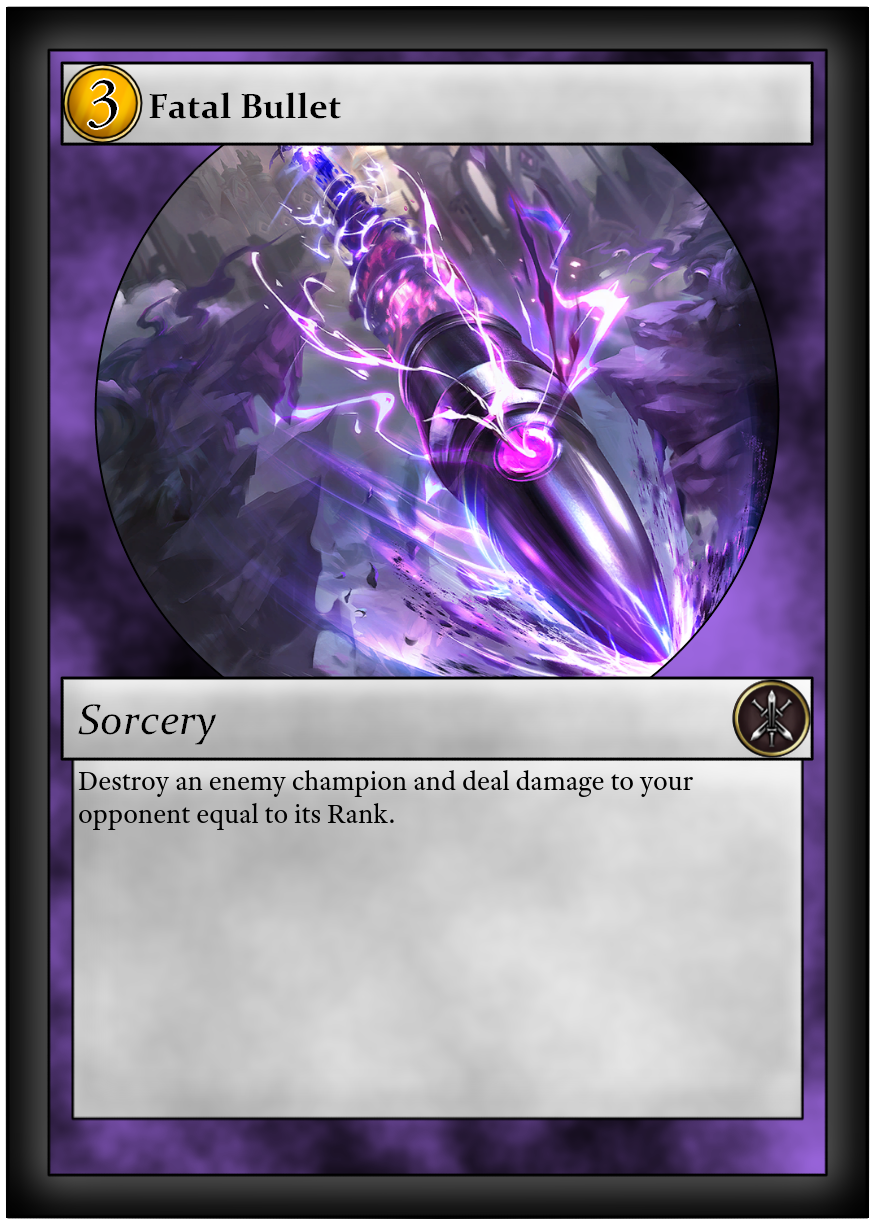 3 Fatal Bullet
Sorcery
Destroy an enemy champion and deal damage to your
opponent equal to its Rank.